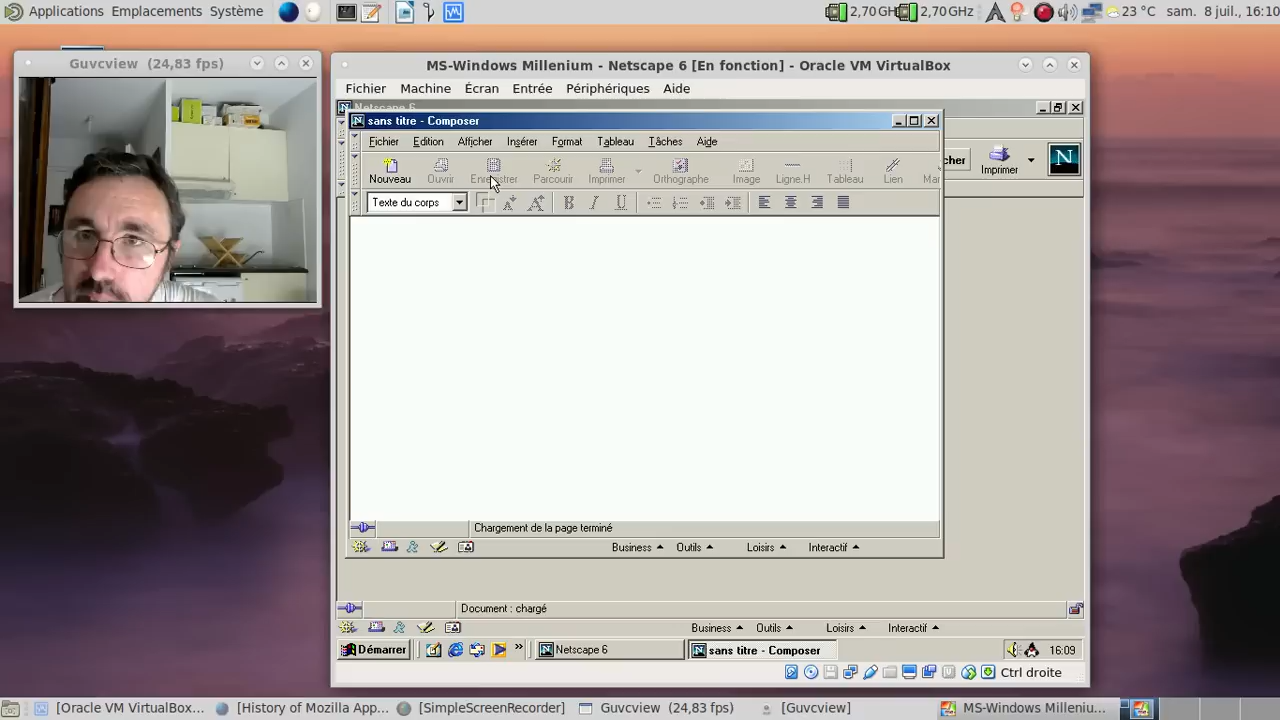 Applications Emplacements Système 2,70 GH 2,70 GHz 23 °C sam. 8 juil., 16:10
Guvcview (24,83 fps)
MS-Windows Millenium - Netscape 6 [En fonction] - Oracle VM VirtualBox
Fichier Machine Écran Entrée Périphériques Aide
Netscape 6
sans titre - Composer
Fichier Edition Afficher Insérer Format Tableau Tâches Aide
cher Imprimer
Nouveau Ouvrir Parcourir Imprimer Orthographe Image Ligne.H Tableau Lien
Texte du corps
B I U
Chargement de la page terminé
Business Outils Loisirs Interactif
Document : chargé
Business Outils Loisirs Interactif
Démarrer » Netscape 6 sans titre - Composer 16:09
Ctrl droite
[Oracle VM VirtualBox... [History of Mozilla App... [SimpleScreenRecorder] Guvcview (24,83 fps) [Guvcview] MS-Windows Milleniu...